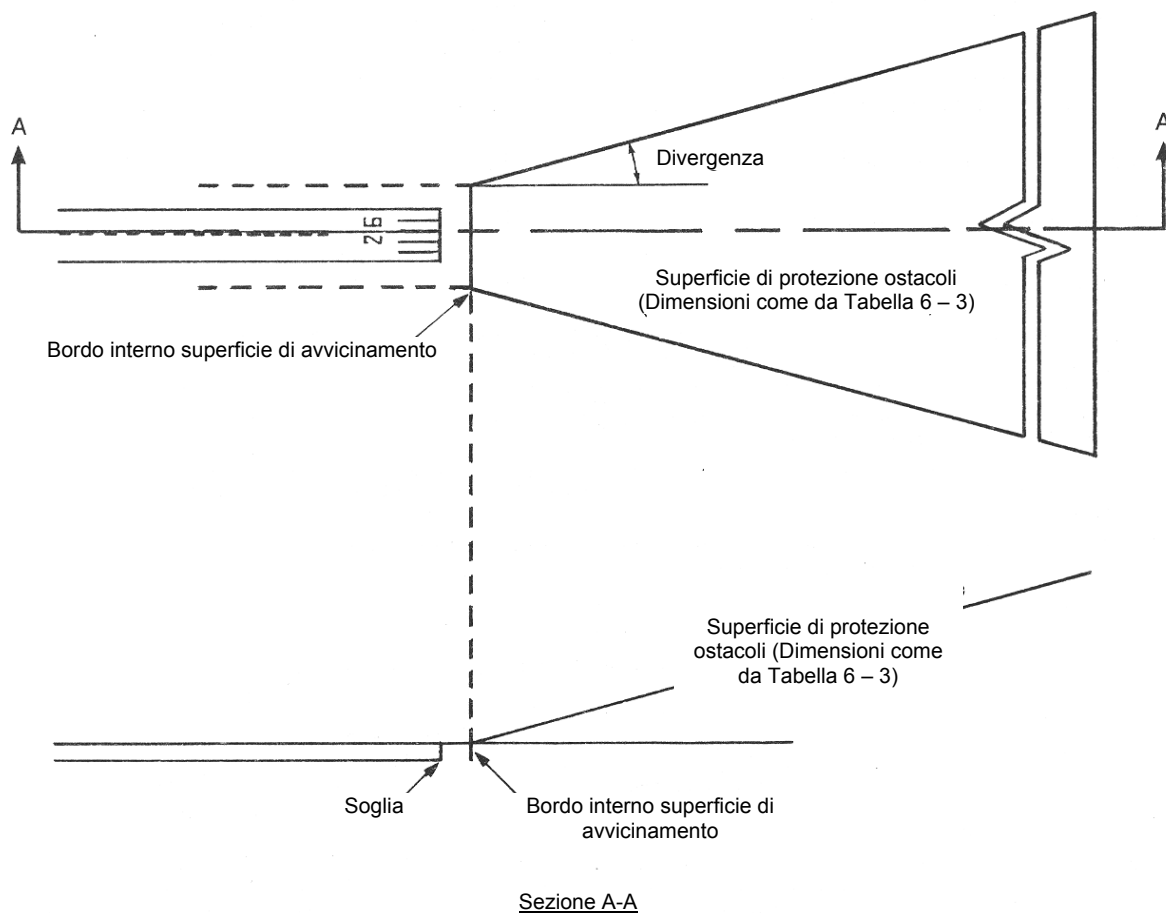 A
A
Divergenza
26
Superficie di protezione ostacoli
(Dimensioni come da Tabella 6 – 3)
Bordo interno superficie di avvicinamento
Superficie di protezione
ostacoli (Dimensioni come
da Tabella 6 – 3)
Soglia
Bordo interno superficie di
avvicinamento
Sezione A-A